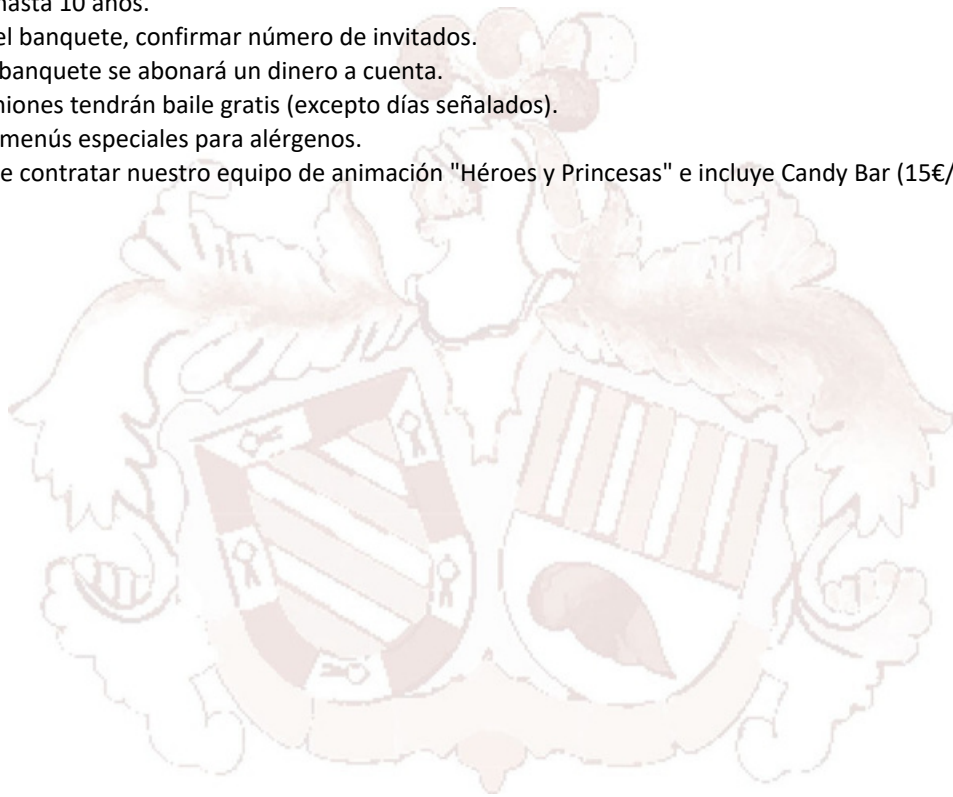 hasta 10 años.
el banquete, confirmar número de invitados.
banquete se abonará un dinero a cuenta.
niones tendrán baile gratis (excepto días señalados).
menús especiales para alérgenos.
e contratar nuestro equipo de animación "Héroes y Princesas" e incluye Candy Bar (15€/